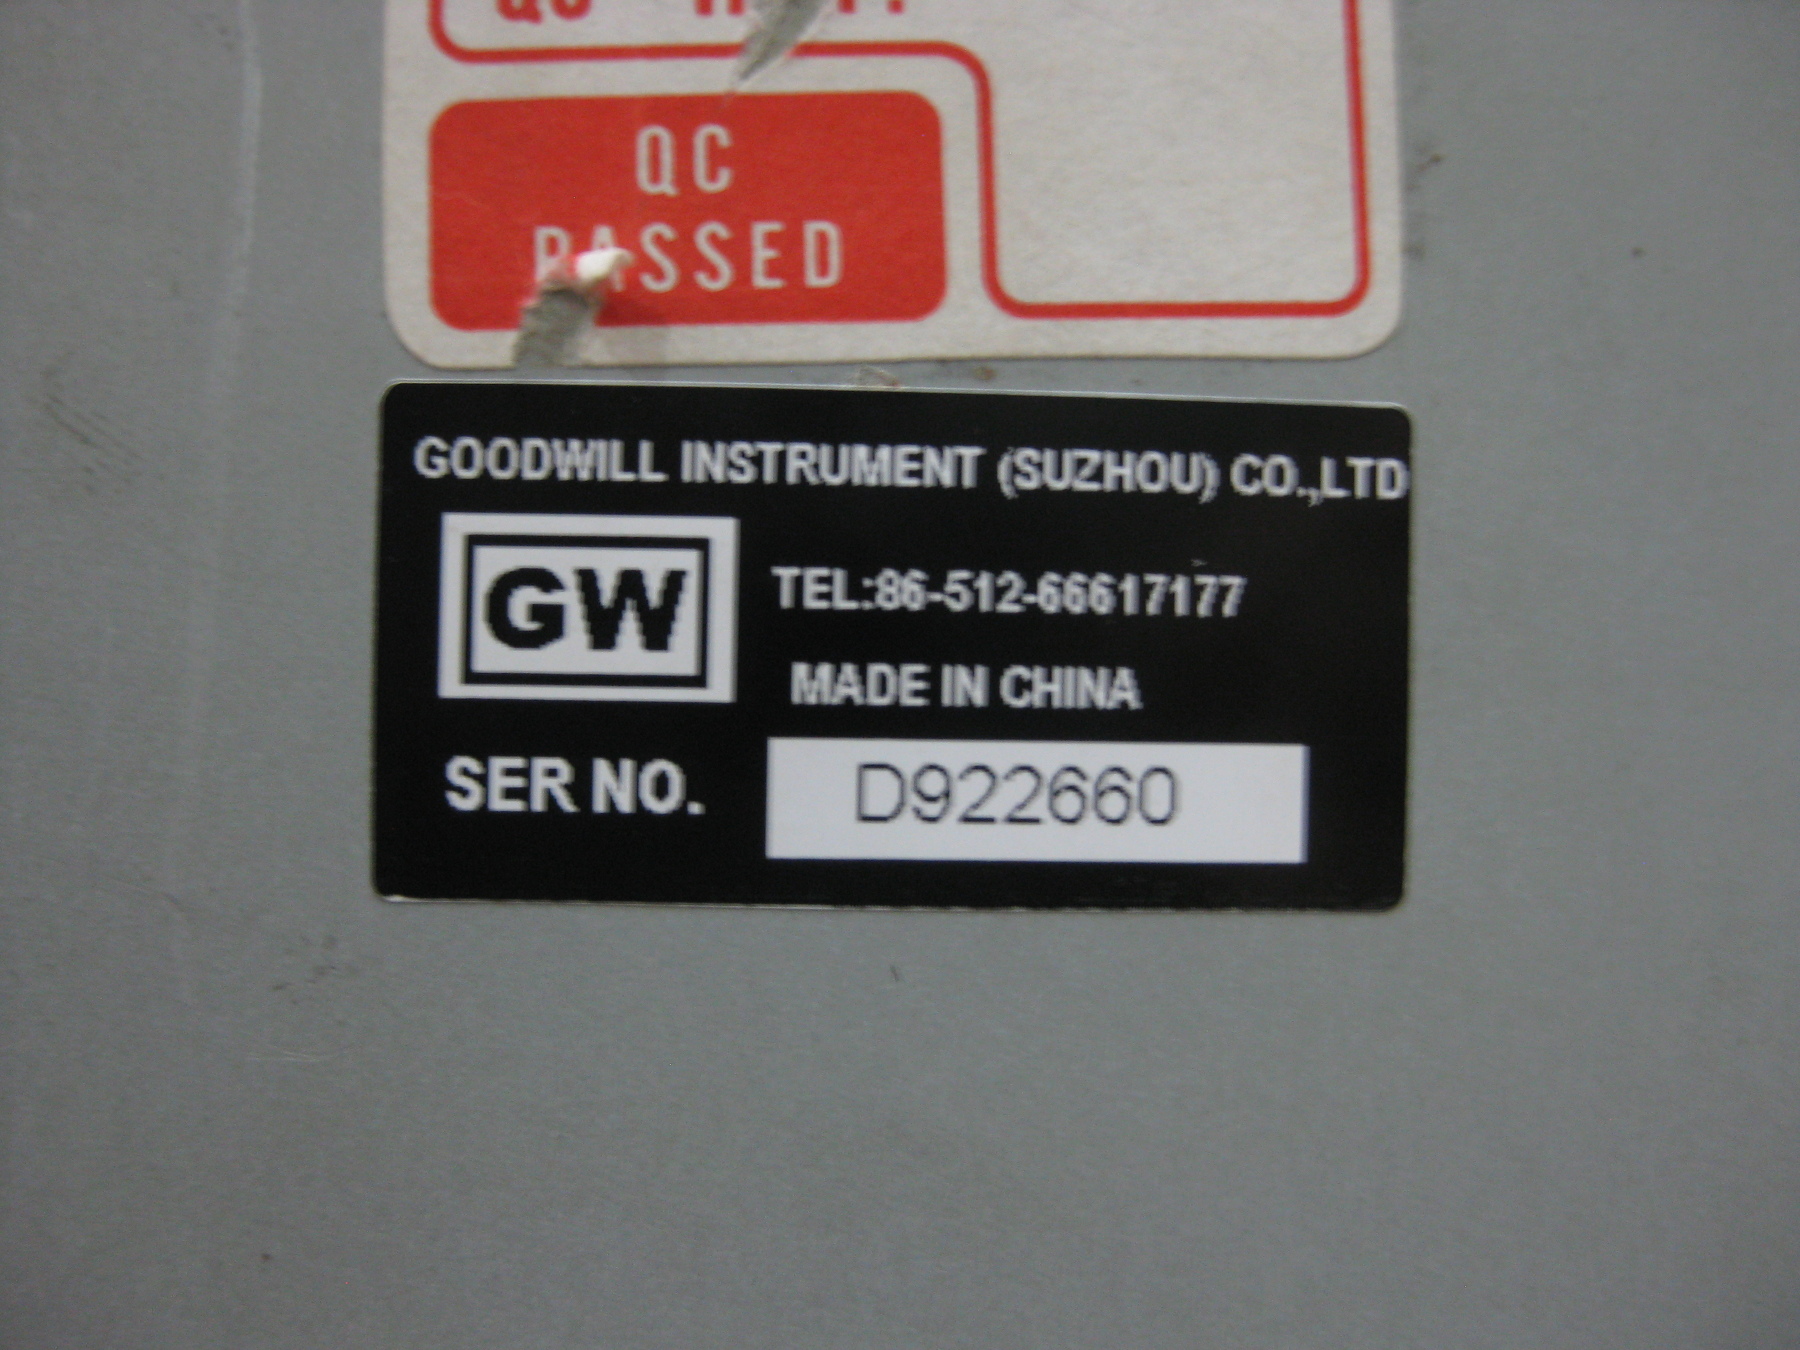 QC
PASSED
GOODWILL INSTRUMENT (SUZHOU) CO.,LTD
GW
TEL:86-512-66617177
MADE IN CHINA
SER NO.
D922660